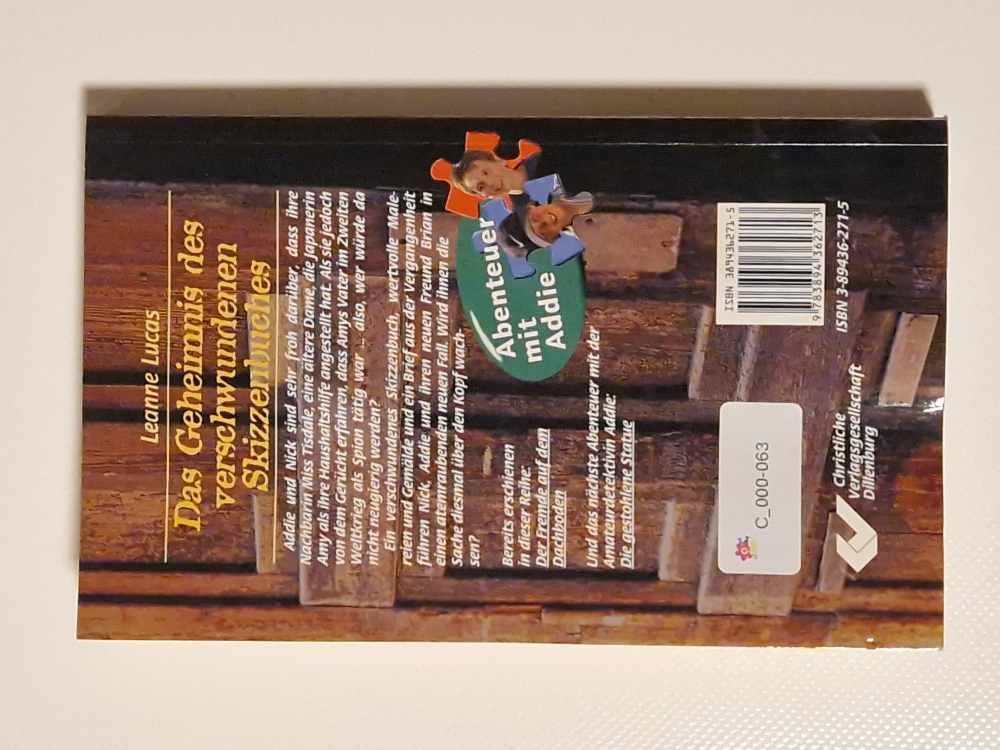 Leanne Lucas
Das Geheimnis des
verschwundenen
Skizzenbuches
Addie und Nick sind sehr froh darüber, dass ihre
Nachbarin Miss Tisdale, eine ältere Dame, die Japanerin
Amy als ihre Haushaltshilfe angestellt hat. Als sie jedoch
von dem Gerücht erfahren, dass Amys Vater im Zweiten
Weltkrieg als Spion tätig war ... also, wer würde da
nicht neugierig werden?
Ein verschwundenes Skizzenbuch, wertvolle Male-
reien und Gemälde und ein Brief aus der Vergangenheit
führen Nick, Addie und ihren neuen Freund Brian in
einen atemraubenden neuen Fall. Wird ihnen die
Sache diesmal über den Kopf wach-
sen?
Abenteuer
mit
Addie
Bereits erschienen
in dieser Reihe:
Der Fremde auf dem
Dachboden
Und das nächste Abenteuer mit der
Amateurdetektivin Addie:
Die gestohlene Statue
C_000-063
ISBN 389436271-5
9 783894 362713
Christliche
Verlagsgesellschaft
Dillenburg
ISBN 3-89436-271-5